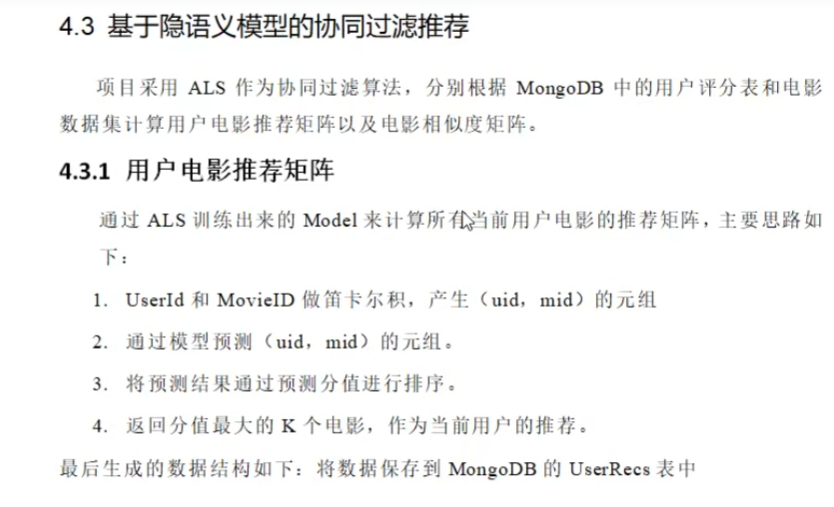 4.3 基于隐语义模型的协同过滤推荐
项目采用 ALS 作为协同过滤算法，分别根据 MongoDB 中的用户评分表和电影
数据集计算用户电影推荐矩阵以及电影相似度矩阵。
4.3.1 用户电影推荐矩阵
通过 ALS 训练出来的 Model 来计算所有当前用户电影的推荐矩阵，主要思路如
下：
1. UserId 和 MovieID 做笛卡尔积，产生（uid，mid）的元组
2. 通过模型预测（uid，mid）的元组。
3. 将预测结果通过预测分值进行排序。
4. 返回分值最大的 K 个电影，作为当前用户的推荐。
最后生成的数据结构如下：将数据保存到 MongoDB 的 UserRecs 表中